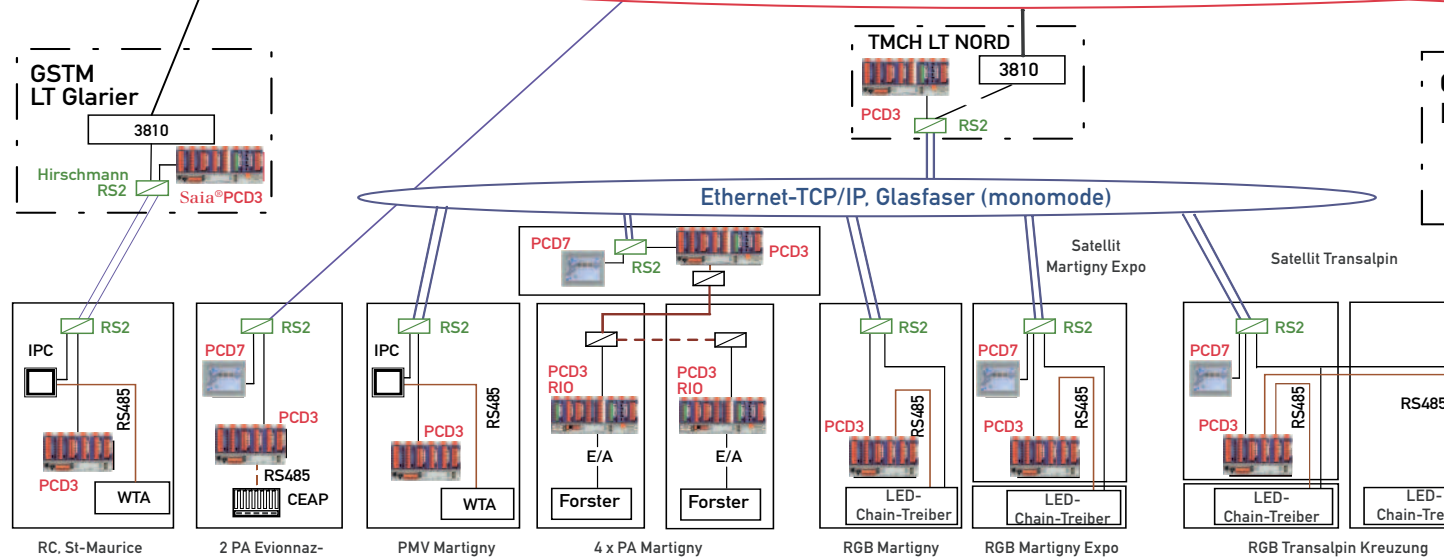 GSTM
LT Glarier
3810
Hirschmann
RS2
Saia®PCD3
TMCH LT NORD
3810
PCD3
RS2
Ethernet-TCP/IP, Glasfaser (monomode)
PCD7
RS2
PCD3
Satellit
Martigny Expo
Satellit Transalpin
RS2
IPC
RS485
PCD3
WTA
RC, St-Maurice
RS2
PCD7
PCD3
RS485
CEAP
2 PA Evionnaz-
RS2
IPC
RS485
PCD3
WTA
PMV Martigny
PCD3
RIO
E/A
Forster
PCD3
RIO
E/A
Forster
4 x PA Martigny
RS2
RS485
PCD3
LED-
Chain-Treiber
RGB Martigny
RS2
PCD7
RS485
PCD3
LED-
Chain-Treiber
RGB Martigny Expo
RS2
PCD7
RS485
PCD3
LED-
Chain-Treiber
RS485
LED-
Chain-Tre
RGB Transalpin Kreuzung